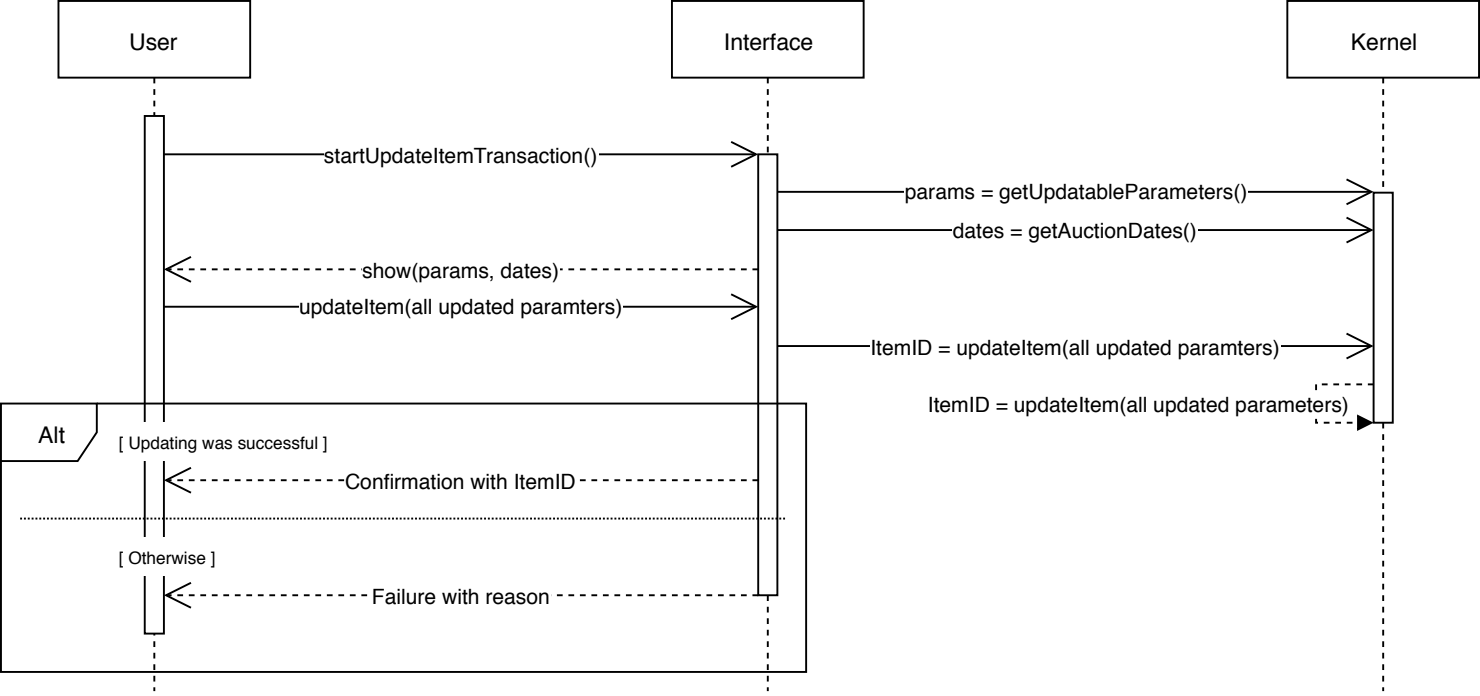 User
Interface
Kernel
startUpdateItemTransaction()
params = getUpdatableParameters()
dates = getAuctionDates()
show(params, dates)
updateItem(all updated paramters)
ItemID = updateItem(all updated paramters)
ItemID = updateItem(all updated parameters)
Alt
[ Updating was successful ]
Confirmation with ItemID
[ Otherwise ]
Failure with reason